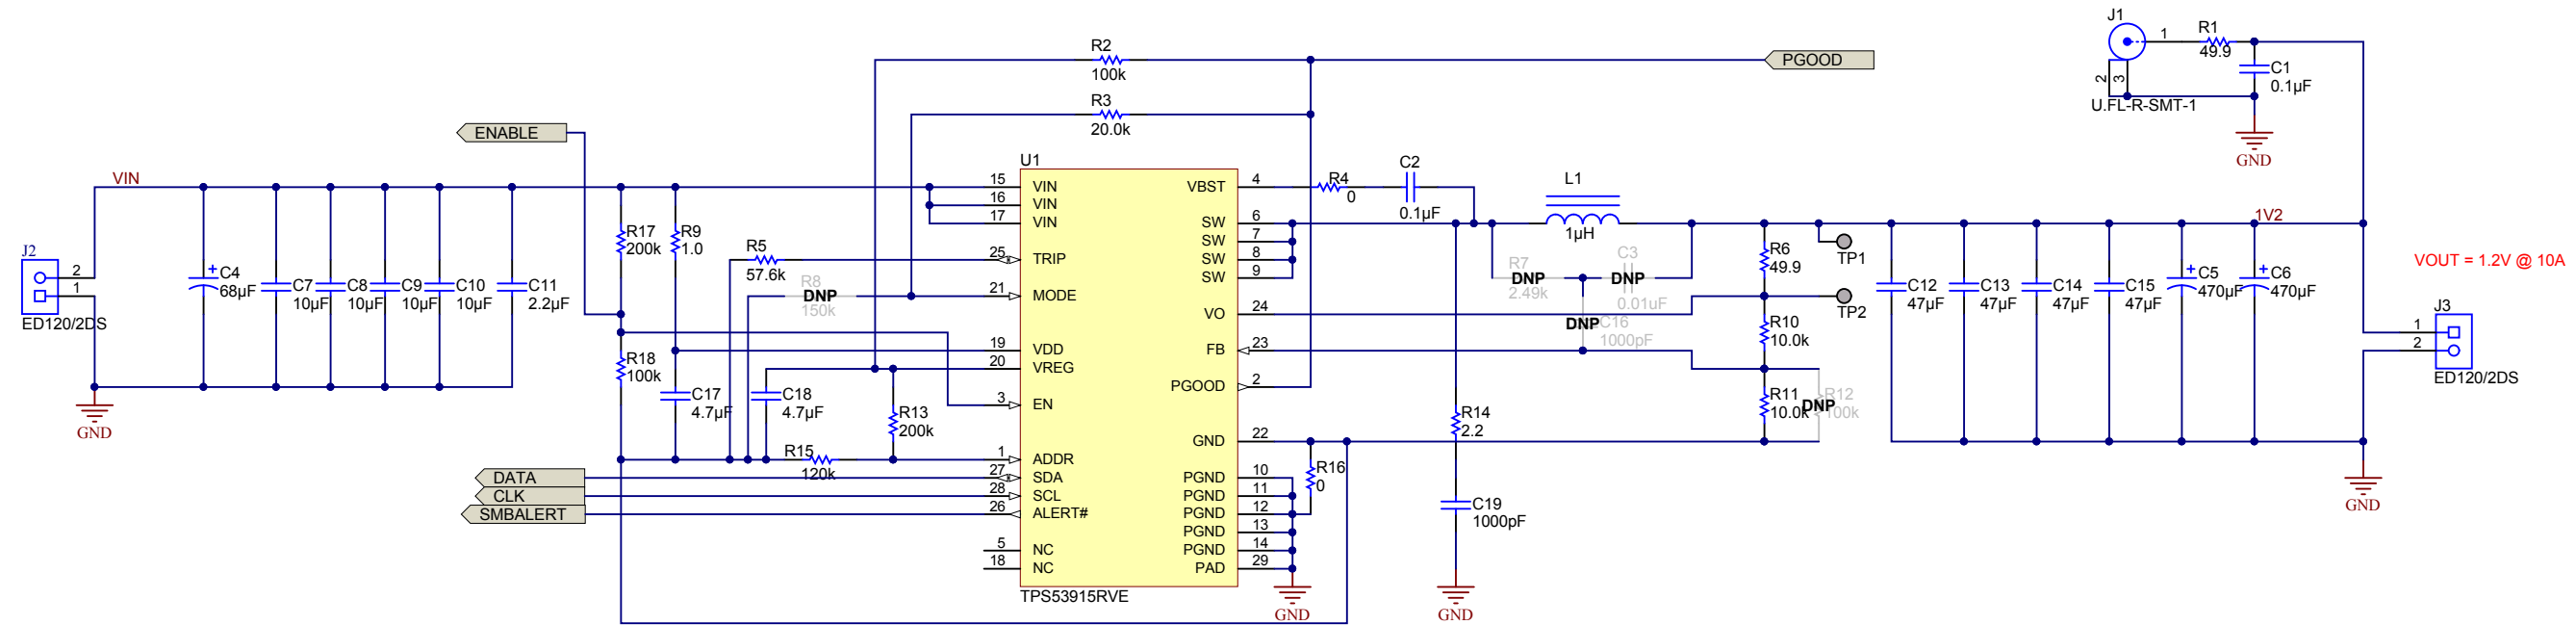 J1
1
R1
49.9
2
3
C1
0.1µF
U.FL-R-SMT-1
GND
R2
100k
PGOOD
R3
20.0k
ENABLE
VIN
J2
2
1
ED120/2DS
GND
C4
68µF
C7
10µF
C8
10µF
C9
10µF
C10
10µF
C11
2.2µF
R17
200k
R9
1.0
R18
100k
R5
57.6k
R8
DNP
150k
C17
4.7µF
C18
4.7µF
R13
200k
R15
120k
DATA
CLK
SMBALERT
U1
15 VIN
16 VIN
17 VIN
25 TRIP
21 MODE
19 VDD
20 VREG
3 EN
1 ADDR
27 SDA
28 SCL
26 ALERT#
5 NC
18 NC
VBST 4
SW 6
SW 7
SW 8
SW 9
VO 24
FB 23
PGOOD 2
GND 22
PGND 10
PGND 11
PGND 12
PGND 13
PGND 14
PAD 29
TPS53915RVE
R4
0
C2
0.1µF
L1
1µH
R7
DNP
2.49k
C3
DNP
0.01uF
DNP
C16
1000pF
R14
2.2
R16
0
C19
1000pF
GND
GND
R6
49.9
R10
10.0k
R11
10.0k
R12
DNP
100k
TP1
TP2
C12
47µF
C13
47µF
C14
47µF
C15
47µF
C5
470µF
C6
470µF
1V2
VOUT = 1.2V @ 10A
J3
1
2
ED120/2DS
GND